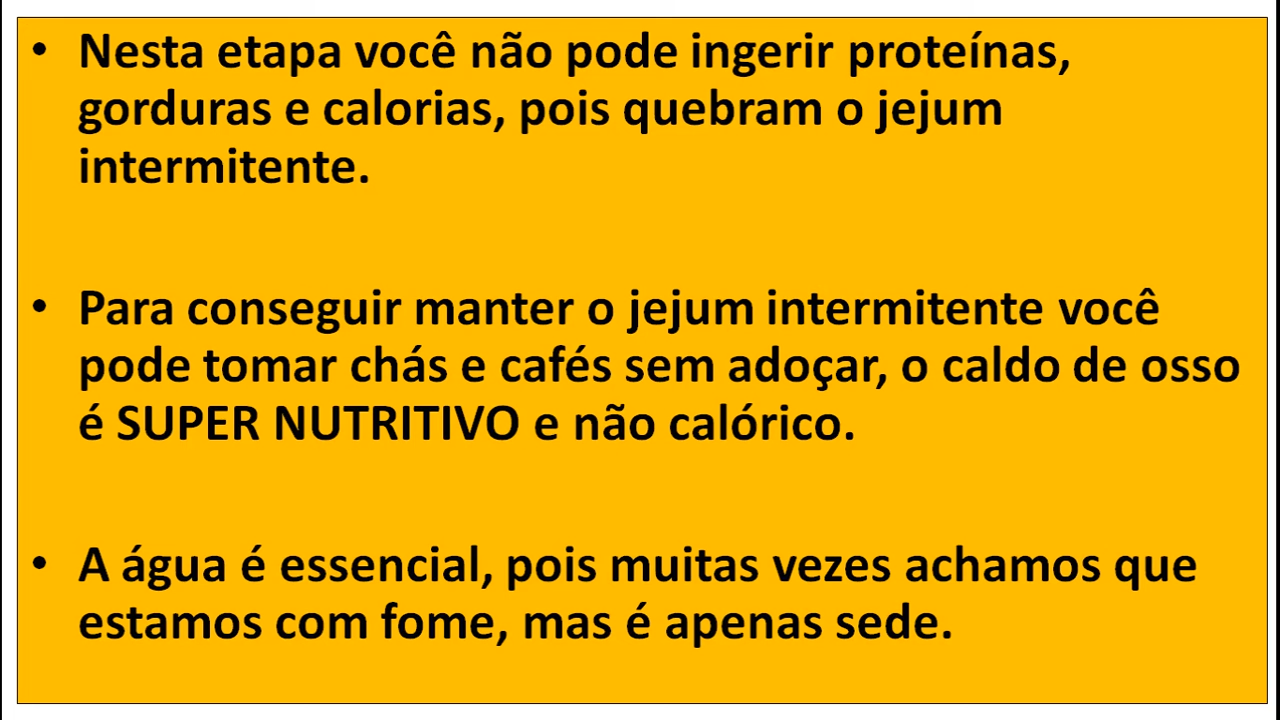 • Nesta etapa você não pode ingerir proteínas,
gorduras e calorias, pois quebram o jejum
intermitente.
• Para conseguir manter o jejum intermitente você
pode tomar chás e cafés sem adoçar, o caldo de osso
é SUPER NUTRITIVO e não calórico.
• A água é essencial, pois muitas vezes achamos que
estamos com fome, mas é apenas sede.